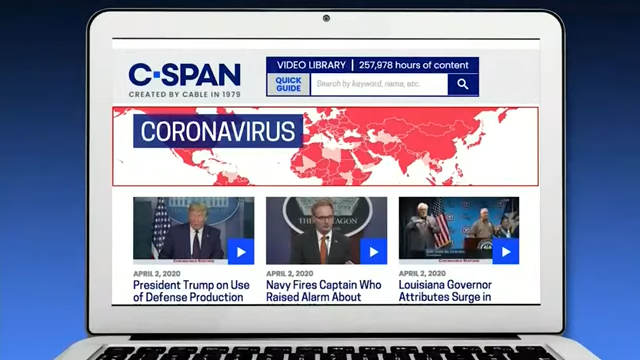 C-SPAN
CREATED BY CABLE IN 1979
VIDEO LIBRARY | 257,978 hours of content
QUICK GUIDE
Search by keyword, name, etc.
CORONAVIRUS
THE PENTAGON
APRIL 2, 2020
President Trump on Use
of Defense Production
APRIL 2, 2020
Navy Fires Captain Who
Raised Alarm About
APRIL 2, 2020
Louisiana Governor
Attributes Surge in